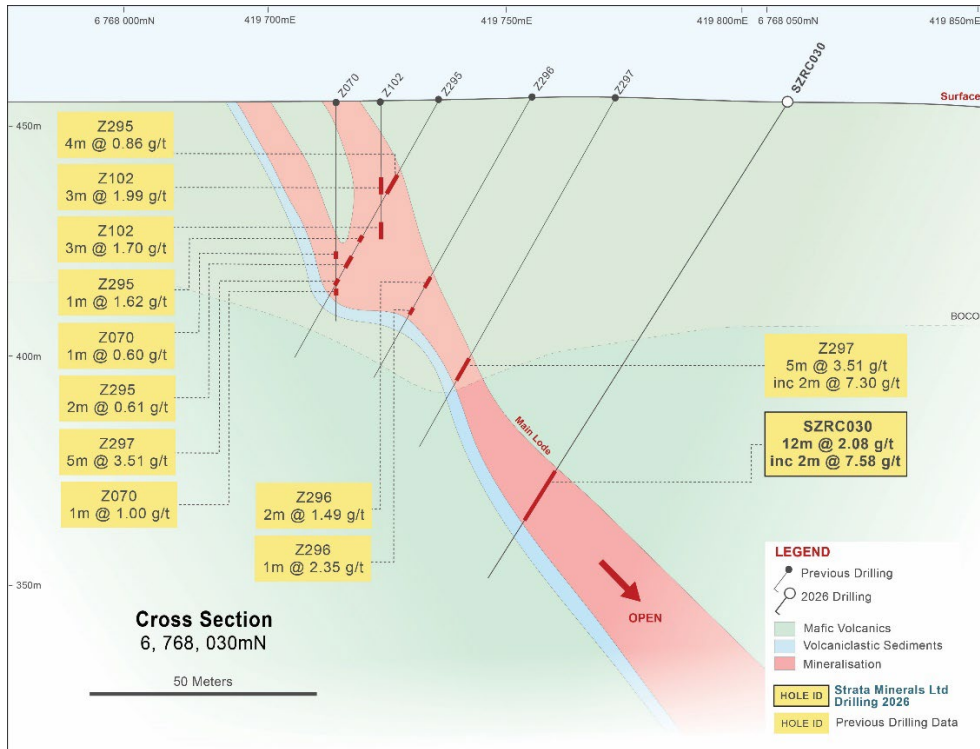 6 768 000mN
419 700mE
419 750mE
419 800mE
6 768 050mN
419 850mE
Z070
Z102
Z295
Z296
Z297
SZRC030
Surface
450m
400m
350m
BOCO
Z295
4m @ 0.86 g/t
Z102
3m @ 1.99 g/t
Z102
3m @ 1.70 g/t
Z295
1m @ 1.62 g/t
Z070
1m @ 0.60 g/t
Z295
2m @ 0.61 g/t
Z297
5m @ 3.51 g/t
Z070
1m @ 1.00 g/t
Z296
2m @ 1.49 g/t
Z296
1m @ 2.35 g/t
Z297
5m @ 3.51 g/t
inc 2m @ 7.30 g/t
SZRC030
12m @ 2.08 g/t
inc 2m @ 7.58 g/t
Main Lode
OPEN
Cross Section
6, 768, 030mN
50 Meters
LEGEND
Previous Drilling
2026 Drilling
Mafic Volcanics
Volcaniclastic Sediments
Mineralisation
HOLE ID
Strata Minerals Ltd
Drilling 2026
HOLE ID
Previous Drilling Data